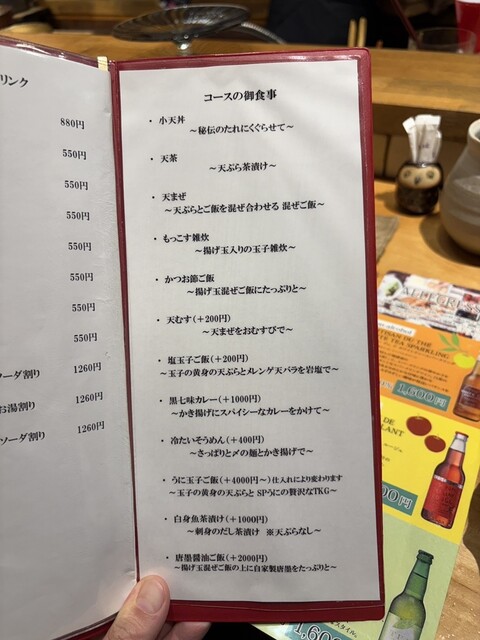 リンク
880円
550円
550円
550円
550円
550円
550円
550円
ソーダ割り 1260円
お湯割り 1260円
ソーダ割り 1260円
コースの御食事
・小天丼
～秘伝のたれにくぐらせて～
・天茶
～天ぷら茶漬け～
・天まぜ
～天ぷらとご飯を混ぜ合わせる 混ぜご飯～
・もっこす雑炊
～揚げ玉入りの玉子雑炊～
・かつお節ご飯
～揚げ玉混ぜご飯にたっぷりと～
・天むす(＋200円)
～天まぜをおむすびで～
・塩玉子ご飯(＋200円)
～玉子の黄身の天ぷらとメレンゲ天バラを岩塩で～
・黒七味カレー(＋1000円)
～かき揚げにスパイシーなカレーをかけて～
・冷たいそうめん(＋400円)
～さっぱりと〆の麺とかき揚げで～
・うに玉子ご飯(＋4000円～)仕入れにより変わります
～玉子の黄身の天ぷらと SPうにの贅沢なTKG～
・白身魚茶漬け(＋1000円)
～刺身のだし茶漬け ※天ぷらなし～
・唐墨醤油ご飯(＋2000円)
～揚げ玉混ぜご飯の上に自家製唐墨をたっぷりと～
ARTISAN DU THÉ
TEA SPARKLING
1,600円
DE
LANT
00円
1,600